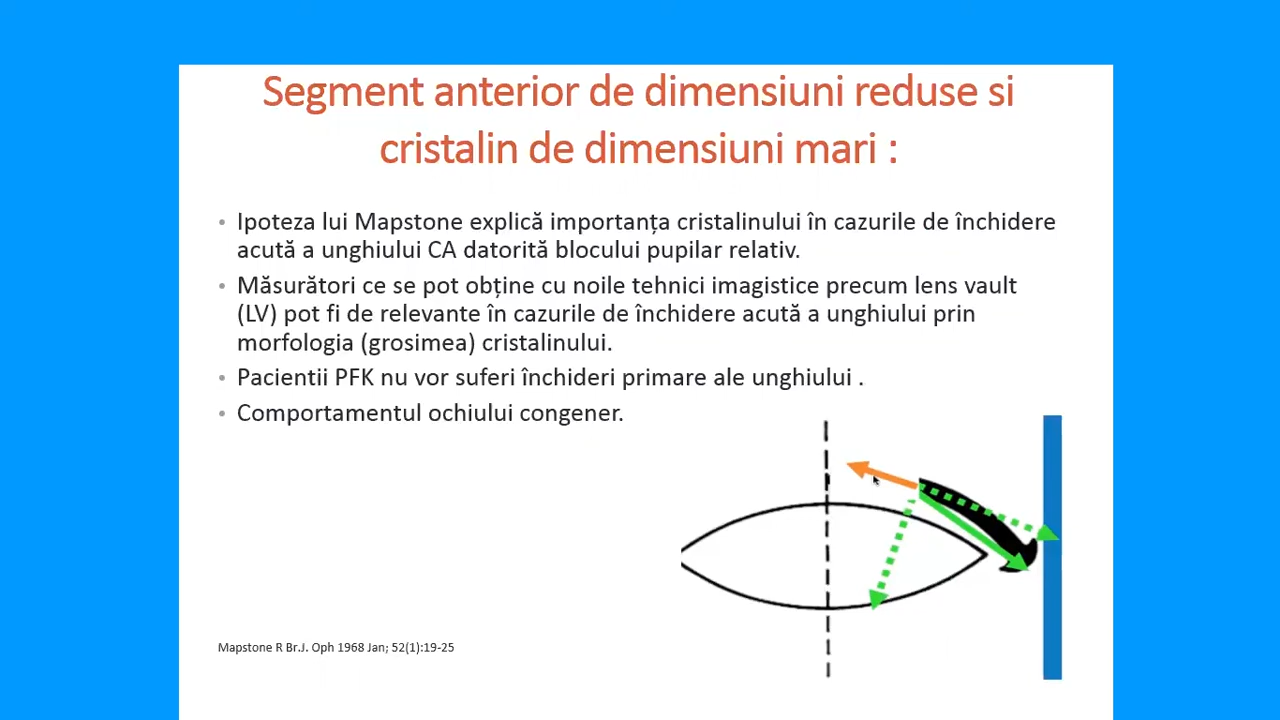 Segment anterior de dimensiuni reduse si
cristalin de dimensiuni mari :
• Ipoteza lui Mapstone explică importanța cristalinului în cazurile de închidere
acută a unghiului CA datorită blocului pupilar relativ.
• Măsurători ce se pot obține cu noile tehnici imagistice precum lens vault
(LV) pot fi de relevante în cazurile de închidere acută a unghiului prin
morfologia (grosimea) cristalinului.
• Pacientii PFK nu vor suferi închideri primare ale unghiului .
• Comportamentul ochiului congener.
Mapstone R Br.J. Oph 1968 Jan; 52(1):19-25